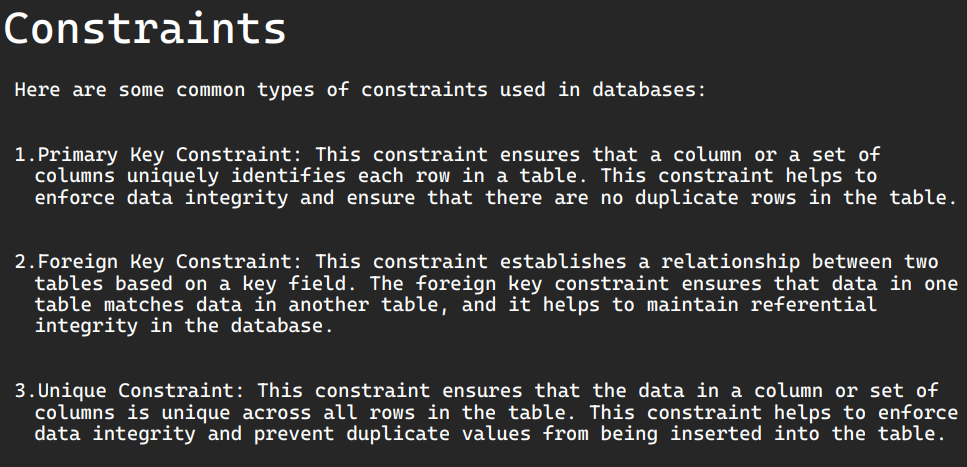 Constraints
Here are some common types of constraints used in databases:
1.Primary Key Constraint: This constraint ensures that a column or a set of
columns uniquely identifies each row in a table. This constraint helps to
enforce data integrity and ensure that there are no duplicate rows in the table.
2.Foreign Key Constraint: This constraint establishes a relationship between two
tables based on a key field. The foreign key constraint ensures that data in one
table matches data in another table, and it helps to maintain referential
integrity in the database.
3.Unique Constraint: This constraint ensures that the data in a column or set of
columns is unique across all rows in the table. This constraint helps to enforce
data integrity and prevent duplicate values from being inserted into the table.